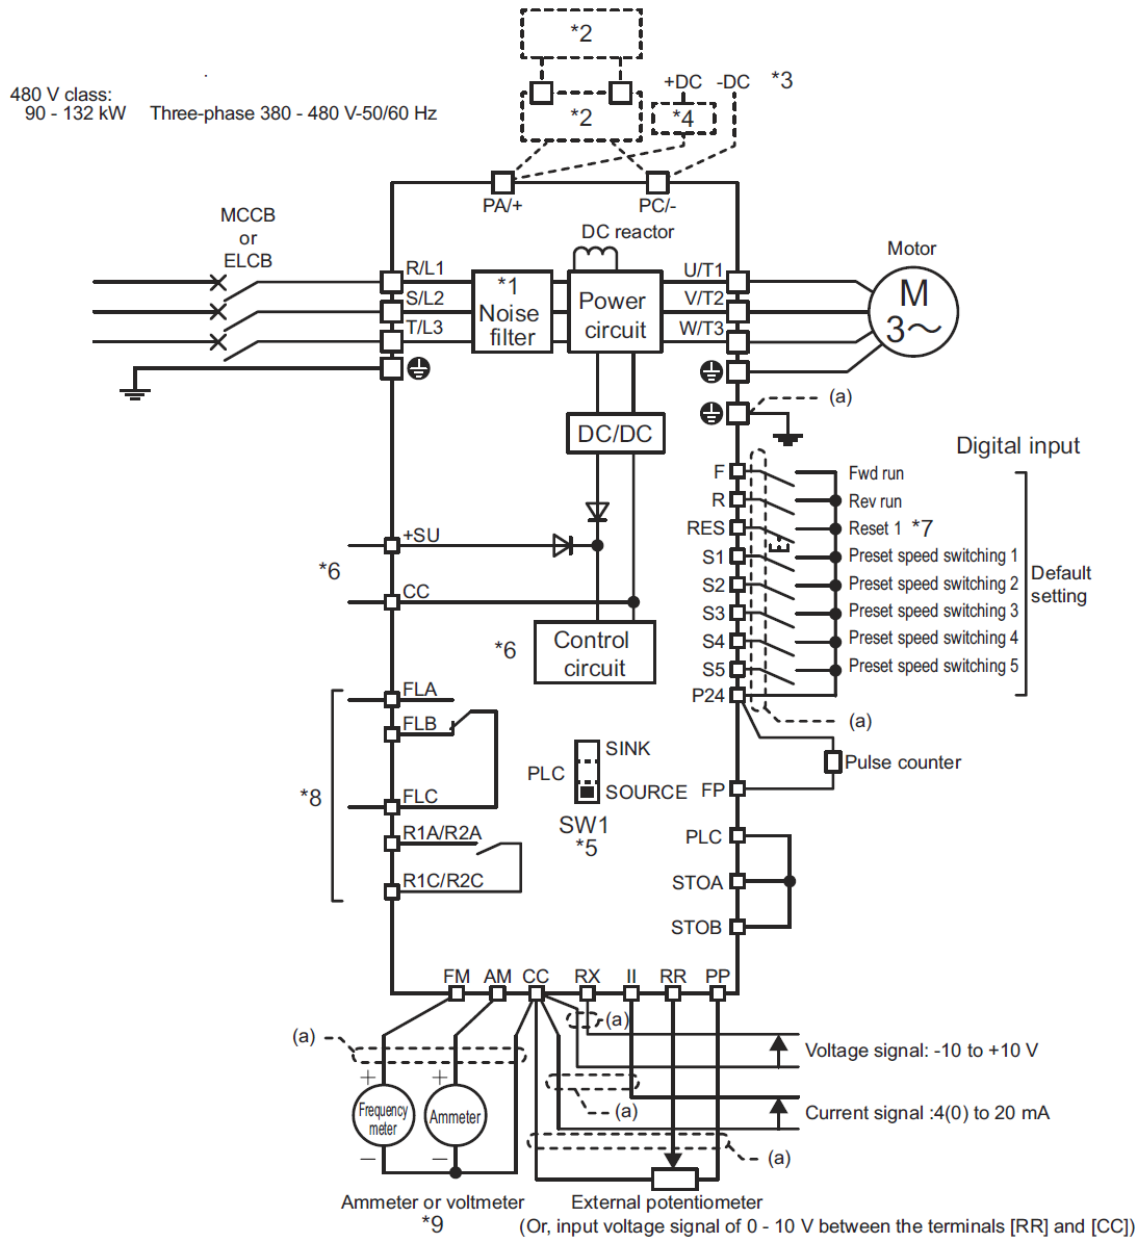 *2
480 V class:
90 - 132 kW Three-phase 380 - 480 V-50/60 Hz
+DC -DC *3
*2
*4
PA/+ PC/-
MCCB
or
ELCB
DC reactor
Motor
R/L1
S/L2
T/L3
*1
Noise
filter
Power
circuit
U/T1
V/T2
W/T3
M
3~
(a)
DC/DC
Digital input
F Fwd run
R Rev run
RES Reset 1 *7
S1 Preset speed switching 1
S2 Preset speed switching 2
S3 Preset speed switching 3
S4 Preset speed switching 4
S5 Preset speed switching 5
P24
Default
setting
(a)
+SU
*6
CC
*6
Control
circuit
FLA
FLB
FLC
*8
R1A/R2A
R1C/R2C
SINK
PLC
SOURCE
SW1
*5
Pulse counter
FP
PLC
STOA
STOB
FM AM CC RX II RR PP
(a)
(a)
Voltage signal: -10 to +10 V
(a)
Current signal :4(0) to 20 mA
(a)
+
Frequency
meter
−
+
Ammeter
−
Ammeter or voltmeter
*9
External potentiometer
(Or, input voltage signal of 0 - 10 V between the terminals [RR] and [CC])